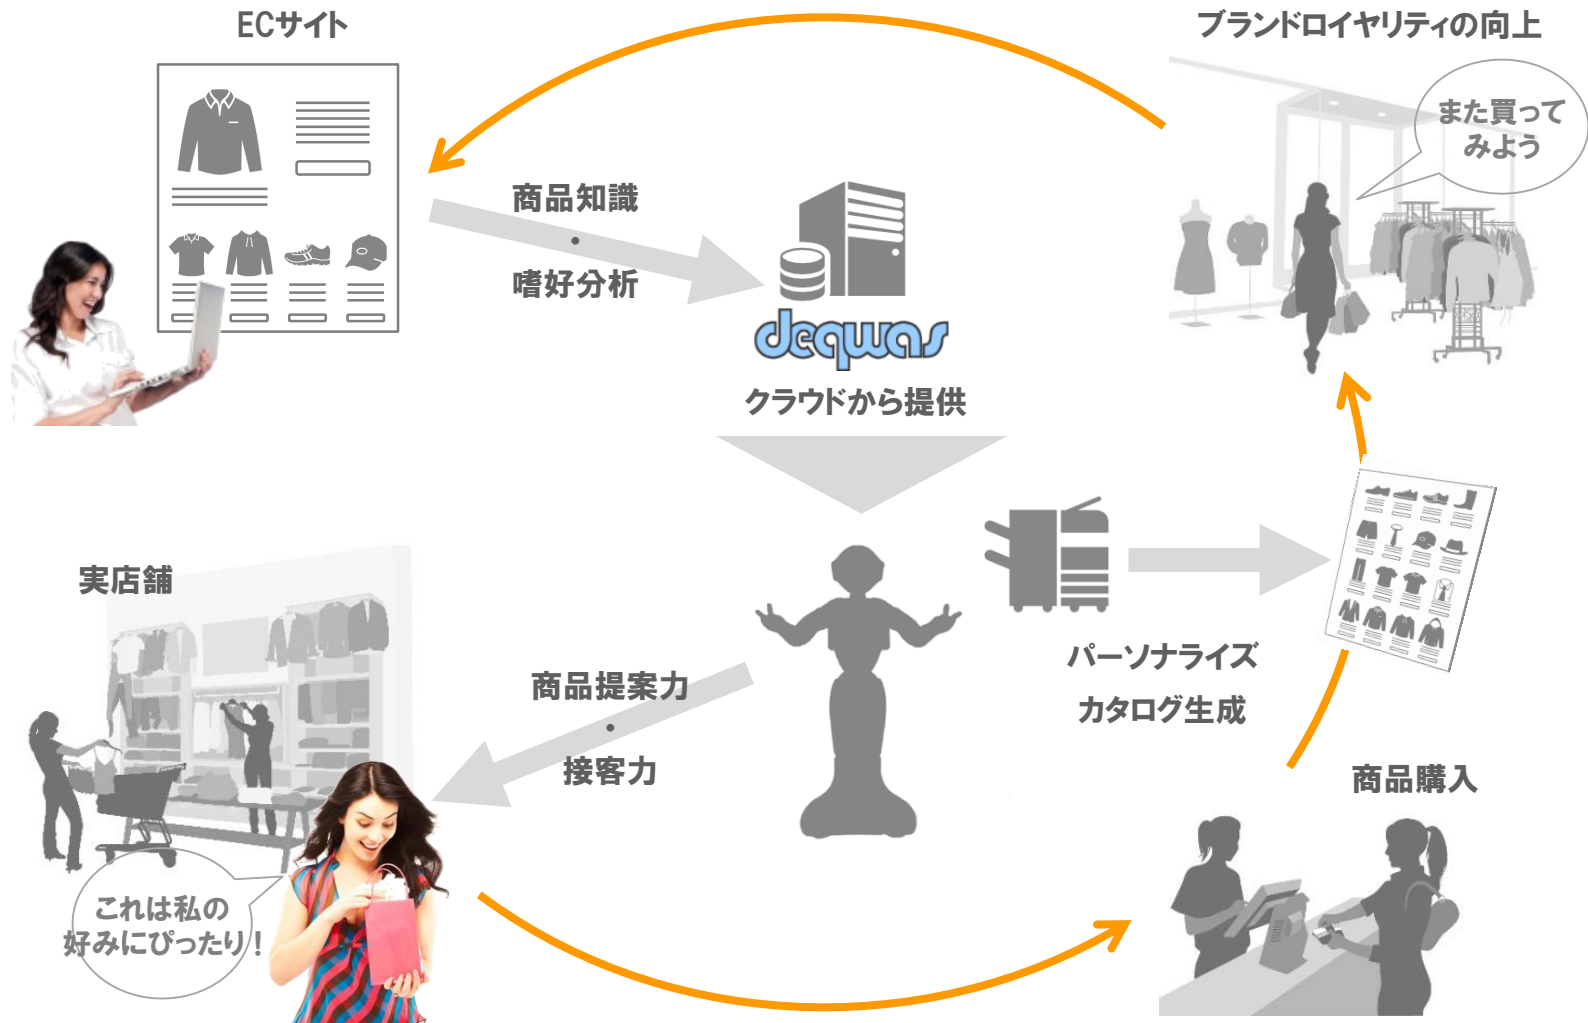 ECサイト
ブランドロイヤリティの向上
また買って
みよう
商品知識
・
嗜好分析
deqwas
クラウドから提供
実店舗
商品提案力
・
接客力
パーソナライズ
カタログ生成
商品購入
これは私の
好みにぴったり！